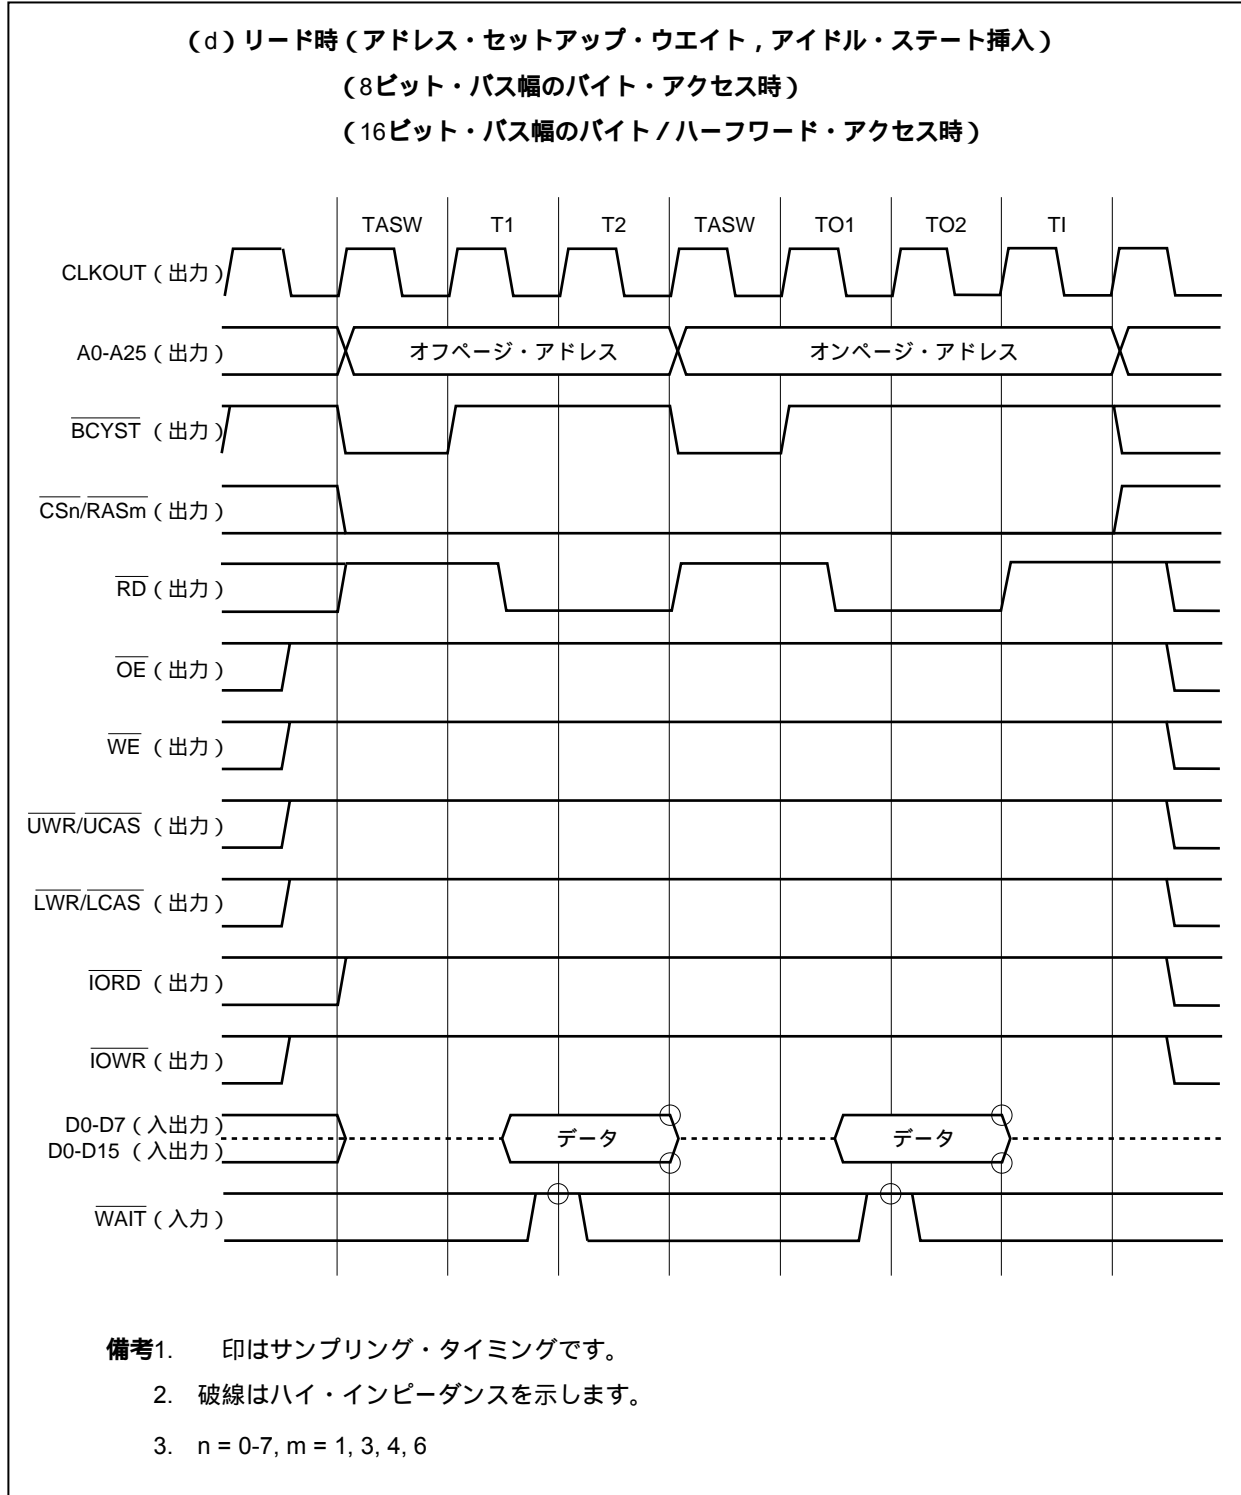 (d)リード時(アドレス・セットアップ・ウエイト,アイドル・ステート挿入)
(8ビット・バス幅のバイト・アクセス時)
(16ビット・バス幅のバイト/ハーフワード・アクセス時)
TASW T1 T2 TASW TO1 TO2 TI
CLKOUT(出力)
A0-A25(出力) オフページ・アドレス オンページ・アドレス
BCYST(出力)
CSn/RASm(出力)
RD(出力)
OE(出力)
WE(出力)
UWR/UCAS(出力)
LWR/LCAS(出力)
IORD(出力)
IOWR(出力)
D0-D7(入出力)
D0-D15(入出力) データ データ
WAIT(入力)
備考1. 印はサンプリング・タイミングです。
2. 破線はハイ・インピーダンスを示します。
3. n = 0-7, m = 1, 3, 4, 6